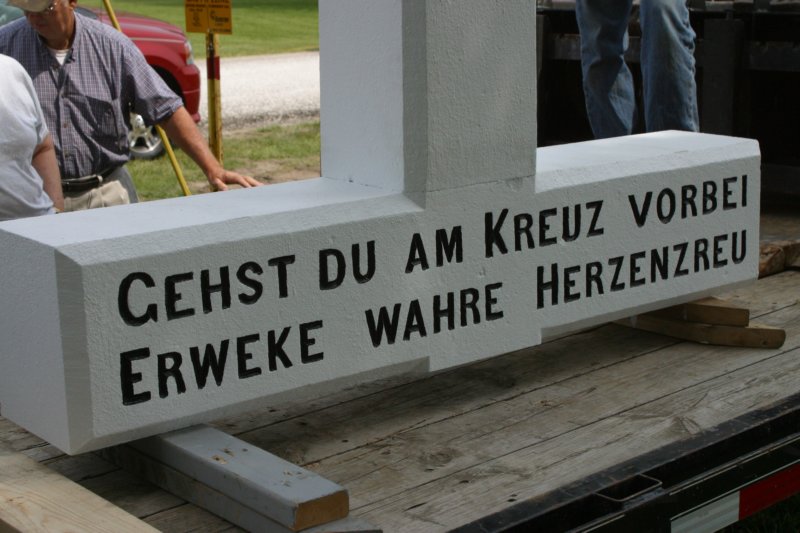 GEHST DU AM KREUZ VORBEI
ERWEKE WAHRE HERZENZREU